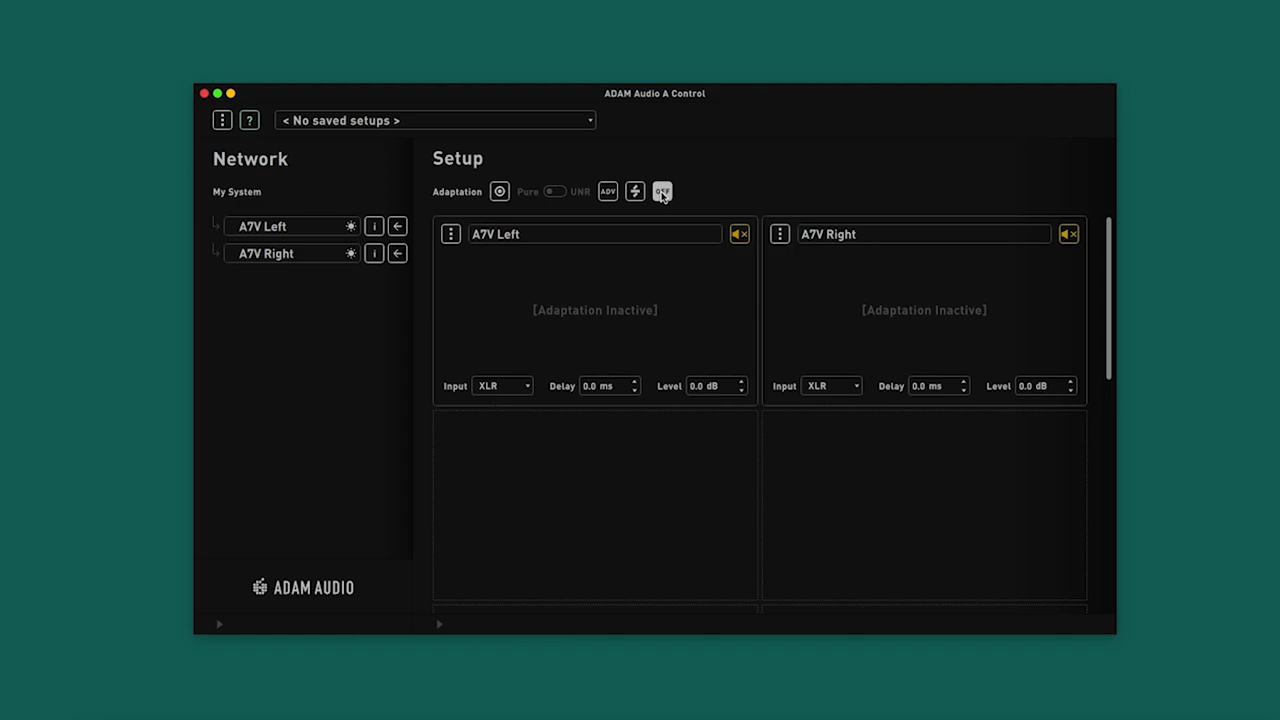 ADAM Audio A Control
? < No saved setups >
Network
My System
A7V Left i
A7V Right i
ADAM AUDIO
Setup
Adaptation Pure UNR ADV OFF
A7V Left
[Adaptation Inactive]
Input XLR Delay 0.0 ms Level 0.0 dB
A7V Right
[Adaptation Inactive]
Input XLR Delay 0.0 ms Level 0.0 dB